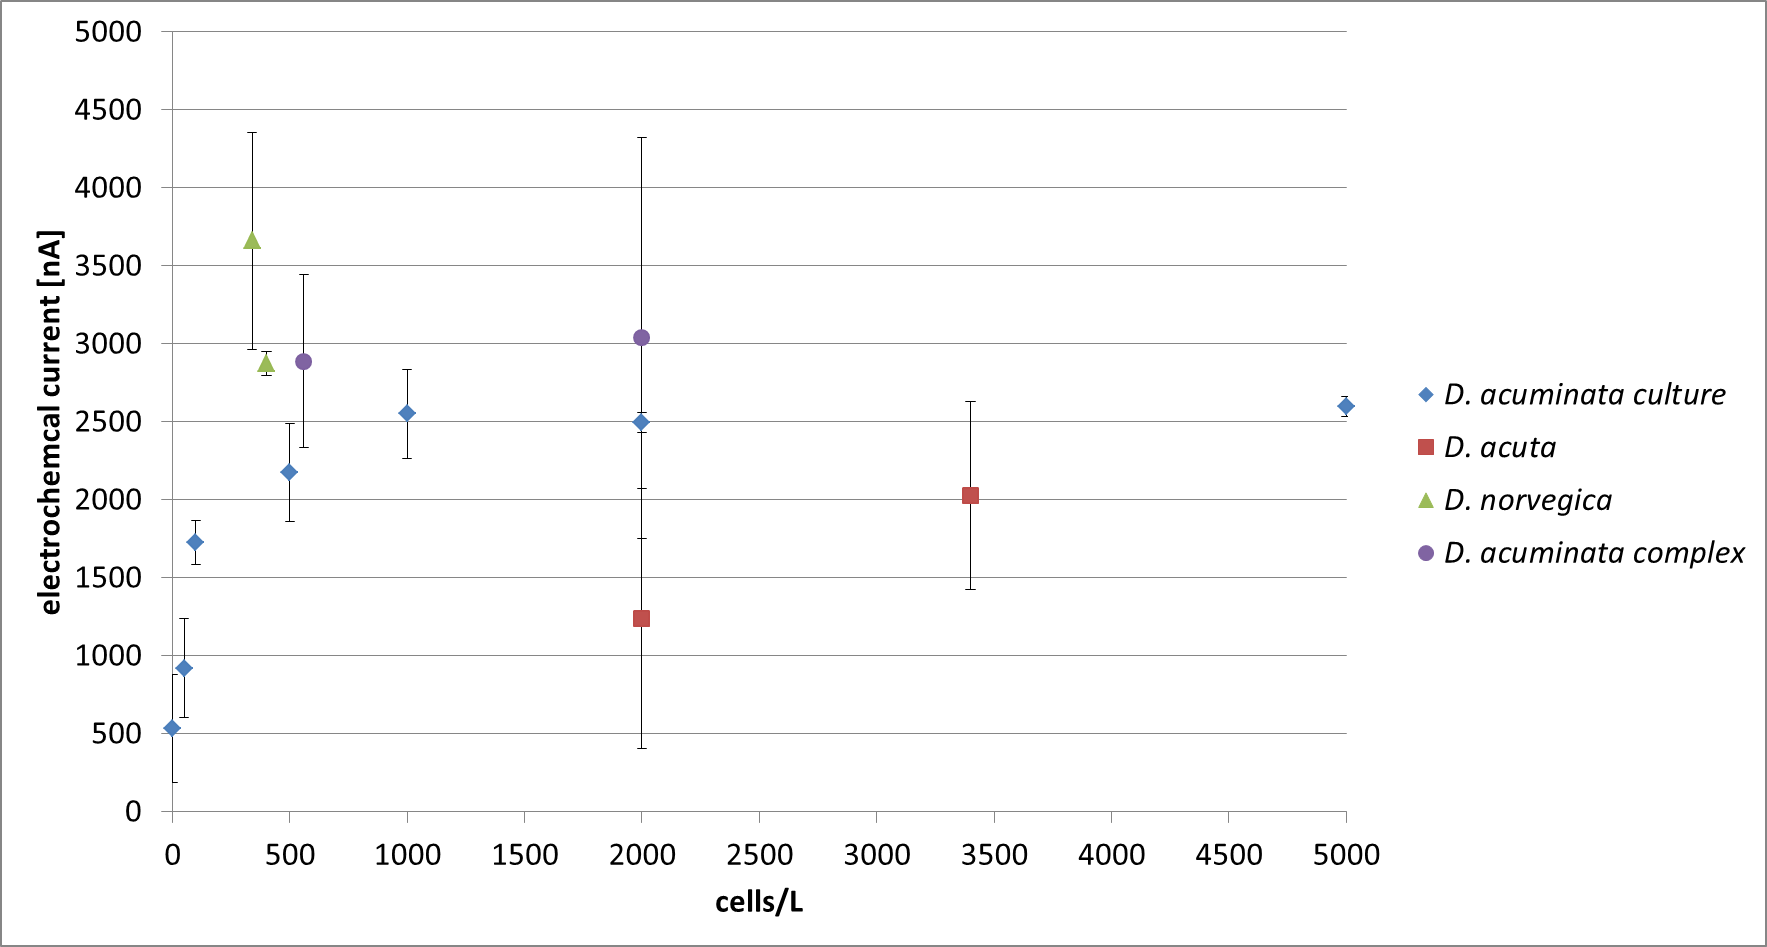 5000
4500
4000
3500
3000
2500
2000
1500
1000
500
0
electrochemcal current [nA]
0 500 1000 1500 2000 2500 3000 3500 4000 4500 5000
cells/L
D. acuminata culture
D. acuta
D. norvegica
D. acuminata complex